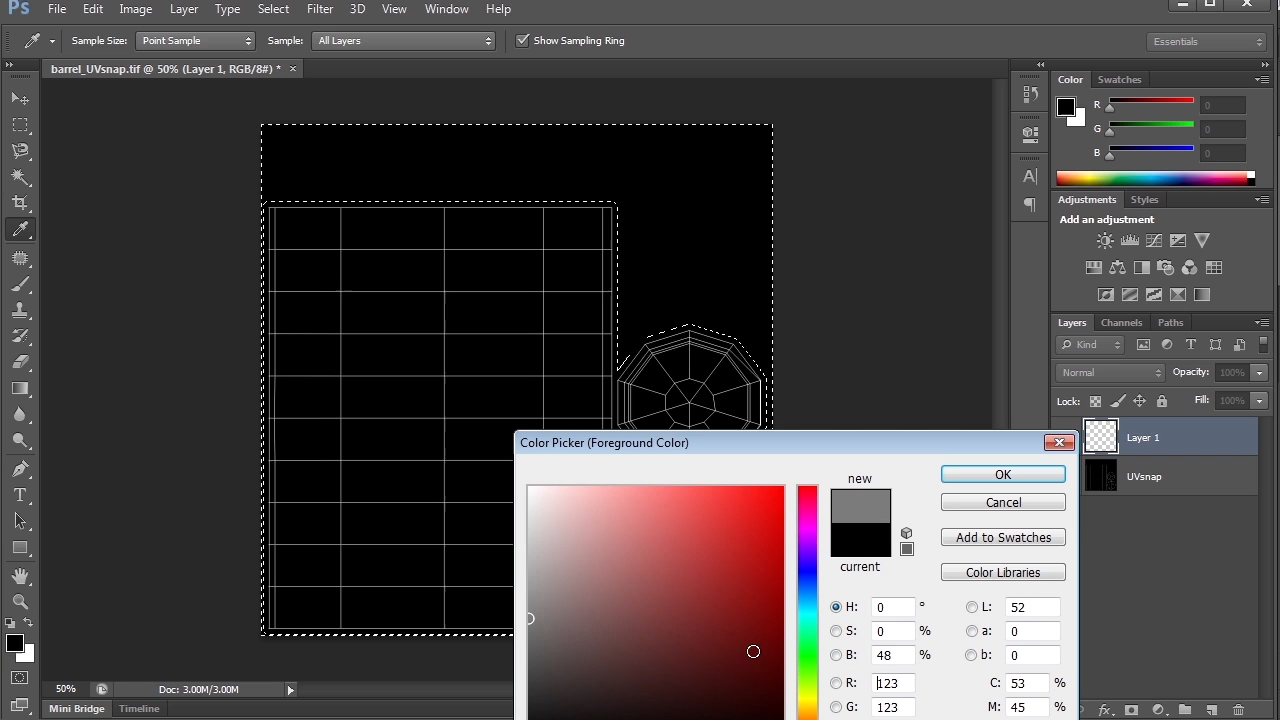 Ps File Edit Image Layer Type Select Filter 3D View Window Help
Sample Size: Point Sample Sample: All Layers Show Sampling Ring Essentials
barrel_UVsnap.tif @ 50% (Layer 1, RGB/8#) * ×
Color Swatches
R 0
G 0
B 0
Adjustments Styles
Add an adjustment
Layers Channels Paths
Kind
Normal Opacity: 100%
Lock: Fill: 100%
Layer 1
UVsnap
Color Picker (Foreground Color)
new
current
OK
Cancel
Add to Swatches
Color Libraries
H: 0 °
S: 0 %
B: 48 %
R: 123
G: 123
L: 52
a: 0
b: 0
C: 53 %
M: 45 %
50% Doc: 3.00M/3.00M
Mini Bridge Timeline